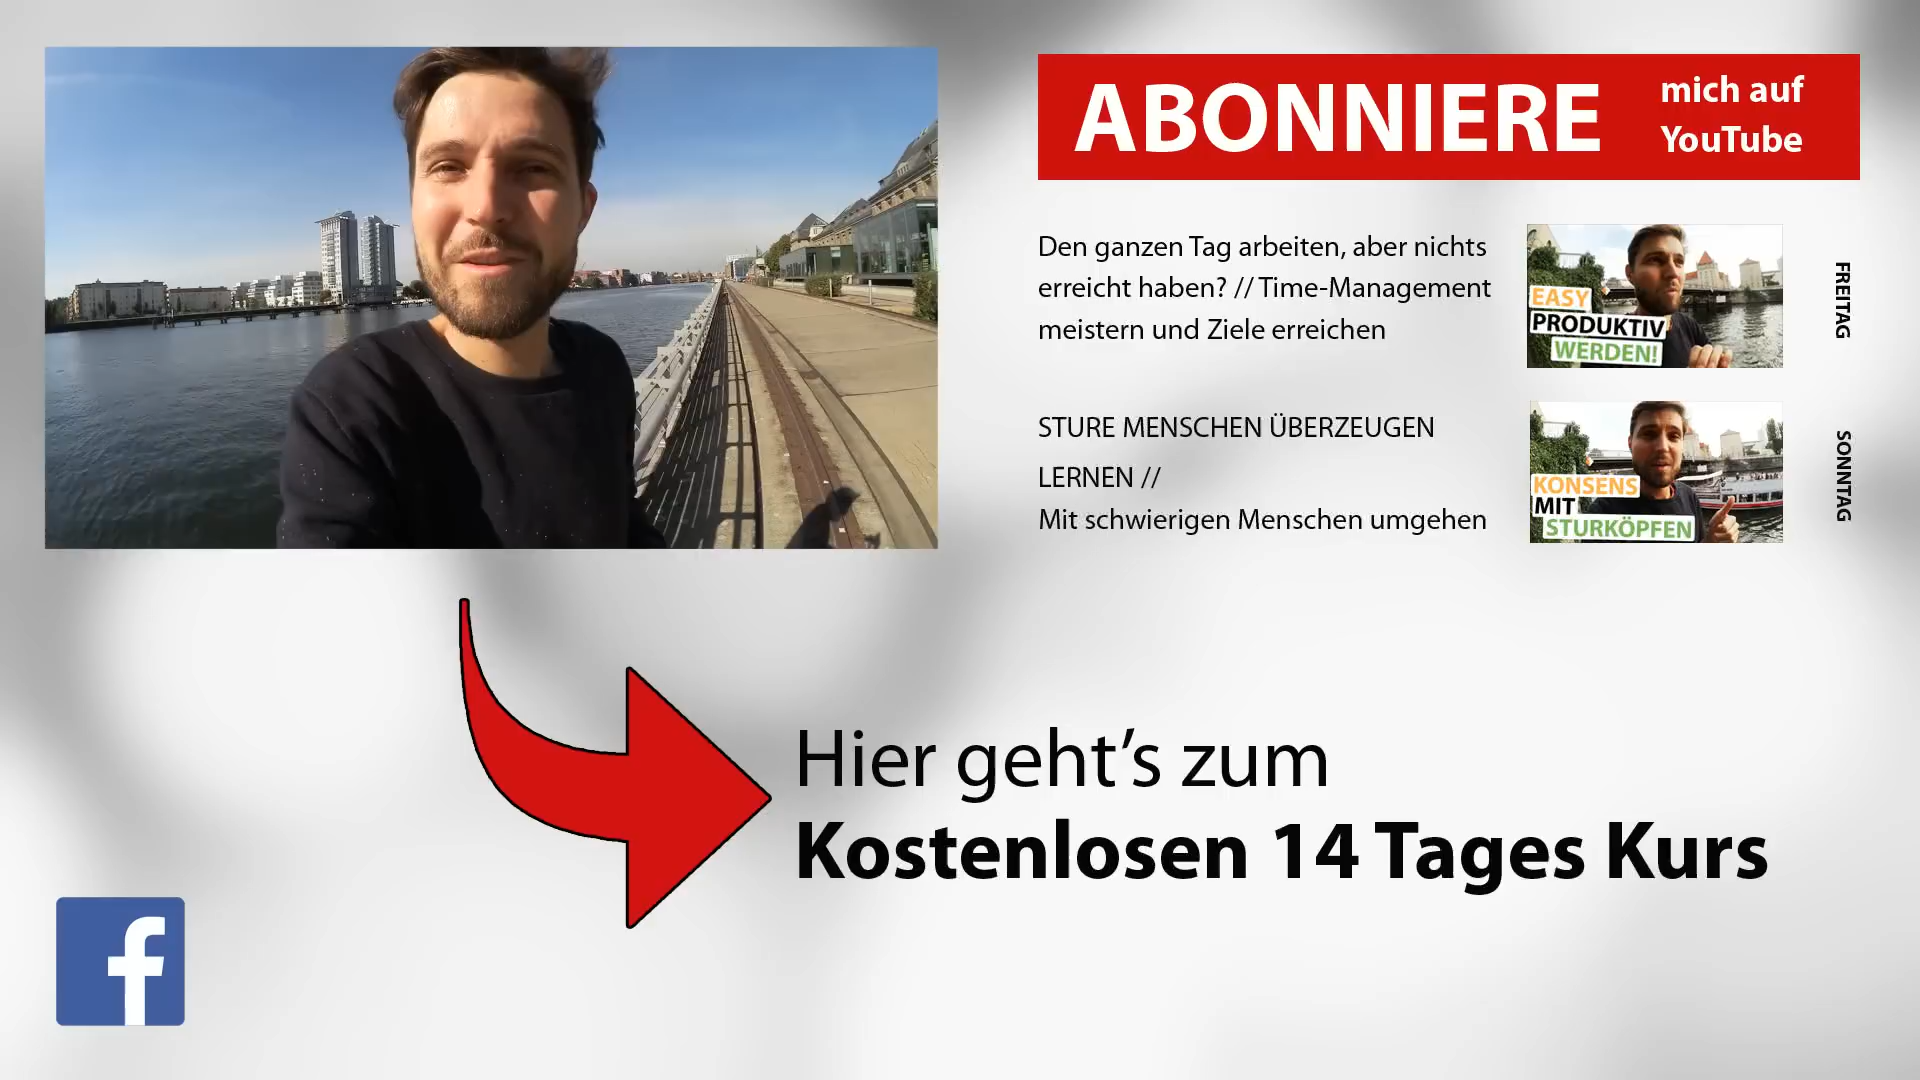 ABONNIERE
mich auf
YouTube
Den ganzen Tag arbeiten, aber nichts
erreicht haben? // Time-Management
meistern und Ziele erreichen
EASY
PRODUKTIV
WERDEN!
FREITAG
STURE MENSCHEN ÜBERZEUGEN
LERNEN //
Mit schwierigen Menschen umgehen
KONSENS
MIT
STURKÖPFEN
SONNTAG
Hier geht’s zum
Kostenlosen 14 Tages Kurs
f